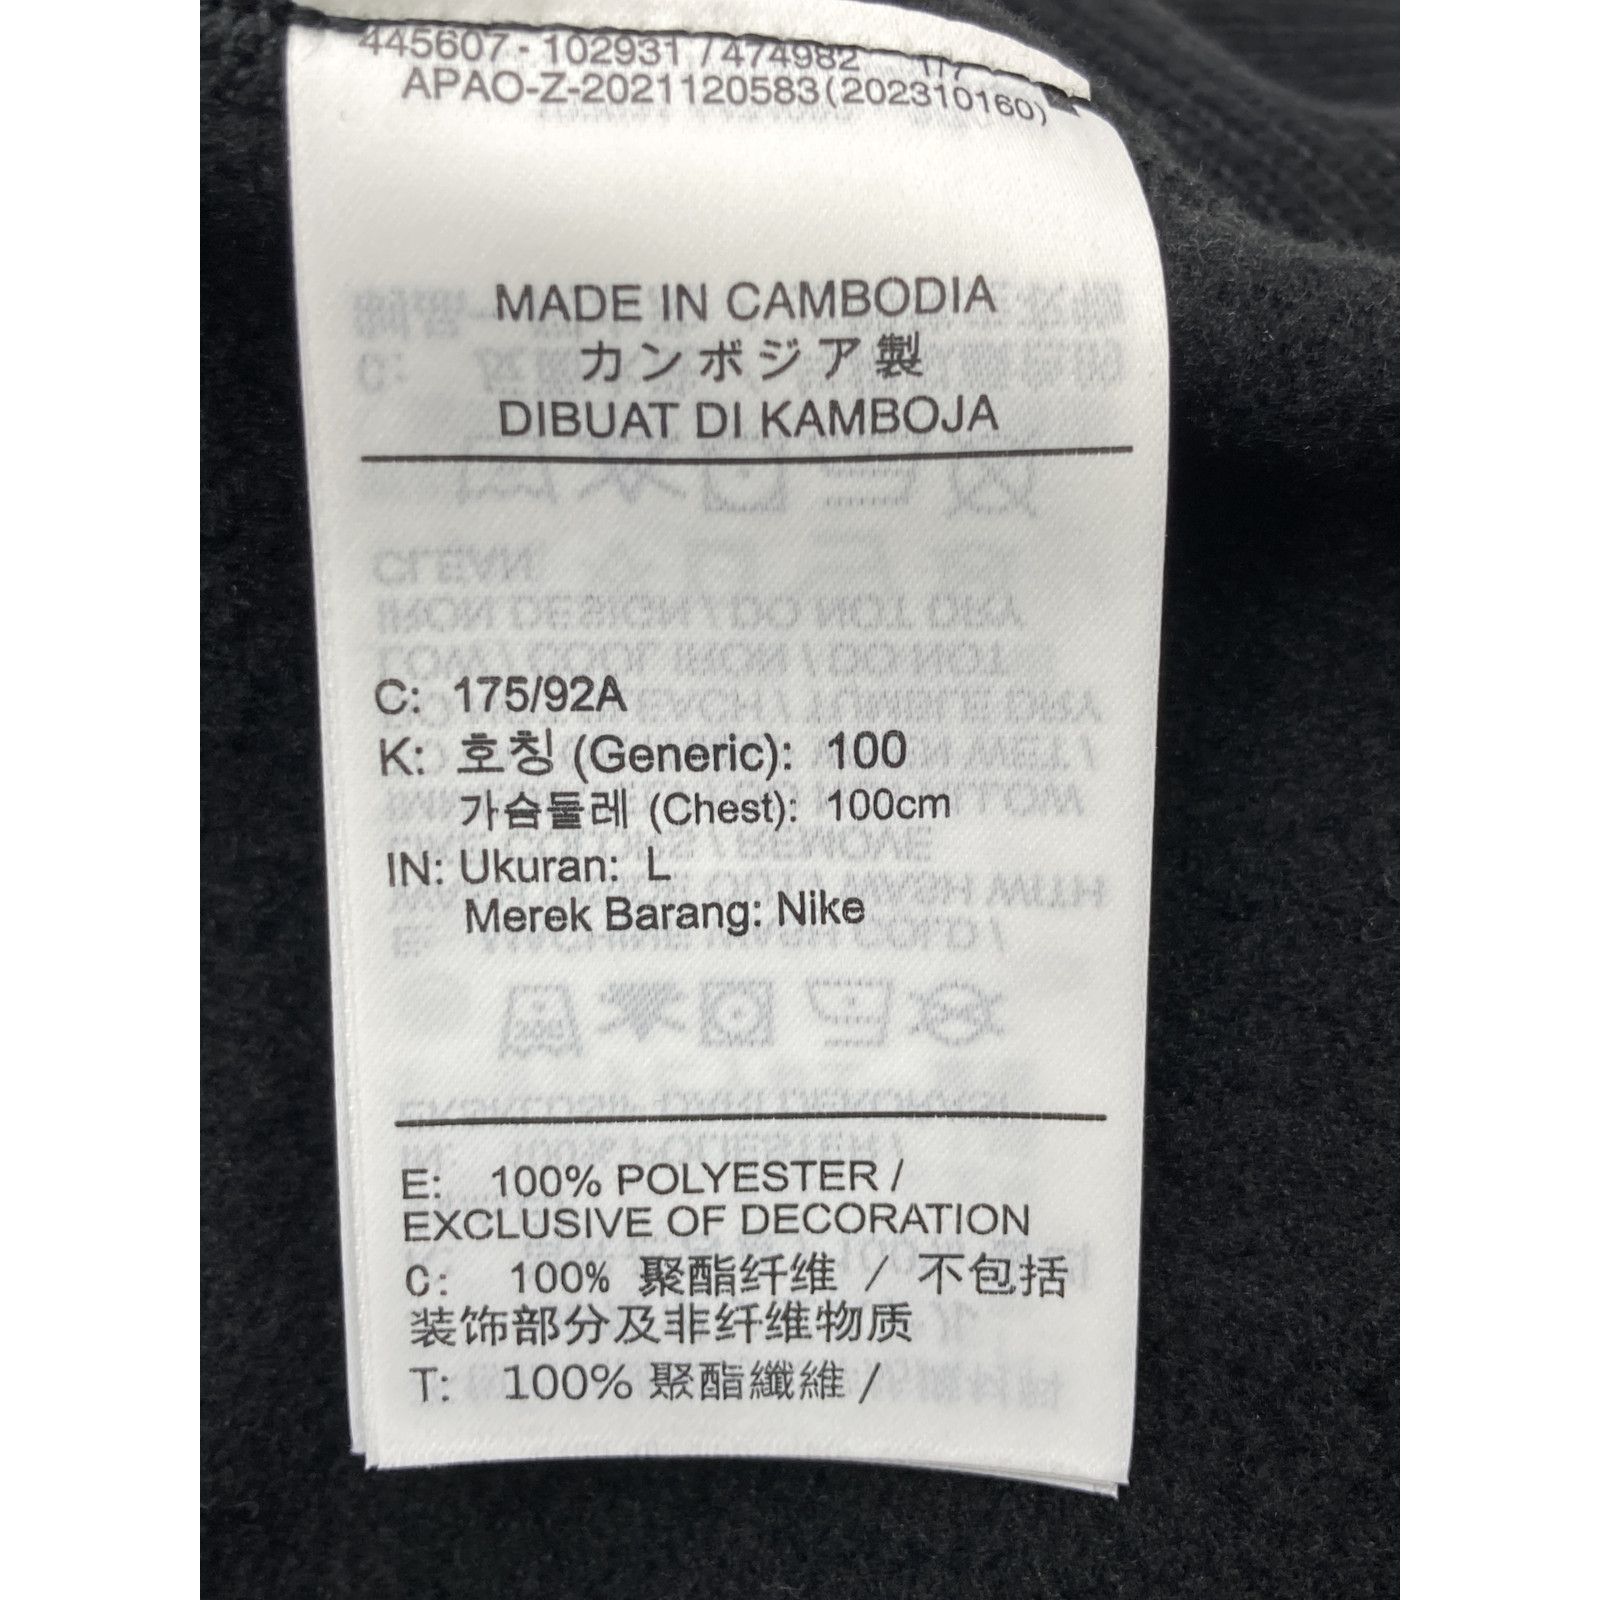 445607 - 102931 / 474982 1/7
APAO-Z-2021120583(202310160)
MADE IN CAMBODIA
カンボジア製
DIBUAT DI KAMBOJA
C: 175/92A
K: 호칭 (Generic): 100
가슴둘레 (Chest): 100cm
IN: Ukuran: L
Merek Barang: Nike
E: 100% POLYESTER /
EXCLUSIVE OF DECORATION
C: 100% 聚酯纤维 / 不包括
装饰部分及非纤维物质
T: 100% 聚酯纖維 /